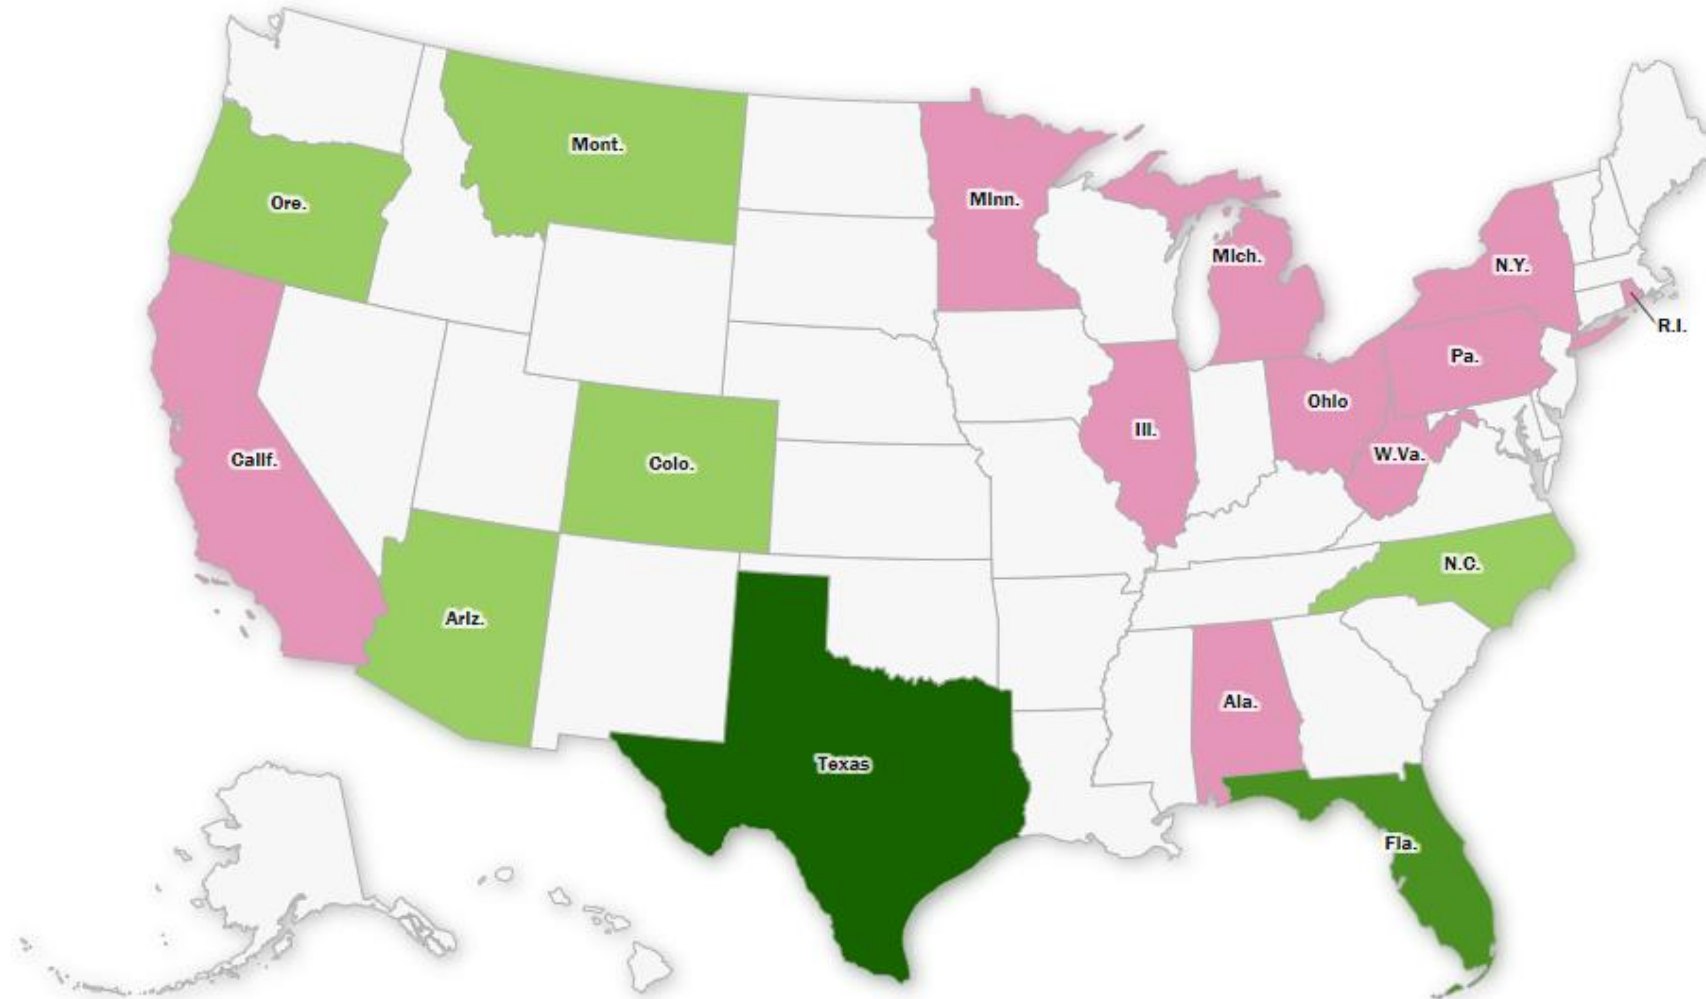 Mont.
Ore.
Minn.
Mich.
N.Y.
R.I.
Pa.
Ohio
Ill.
W.Va.
Calif.
Colo.
N.C.
Ariz.
Ala.
Texas
Fla.